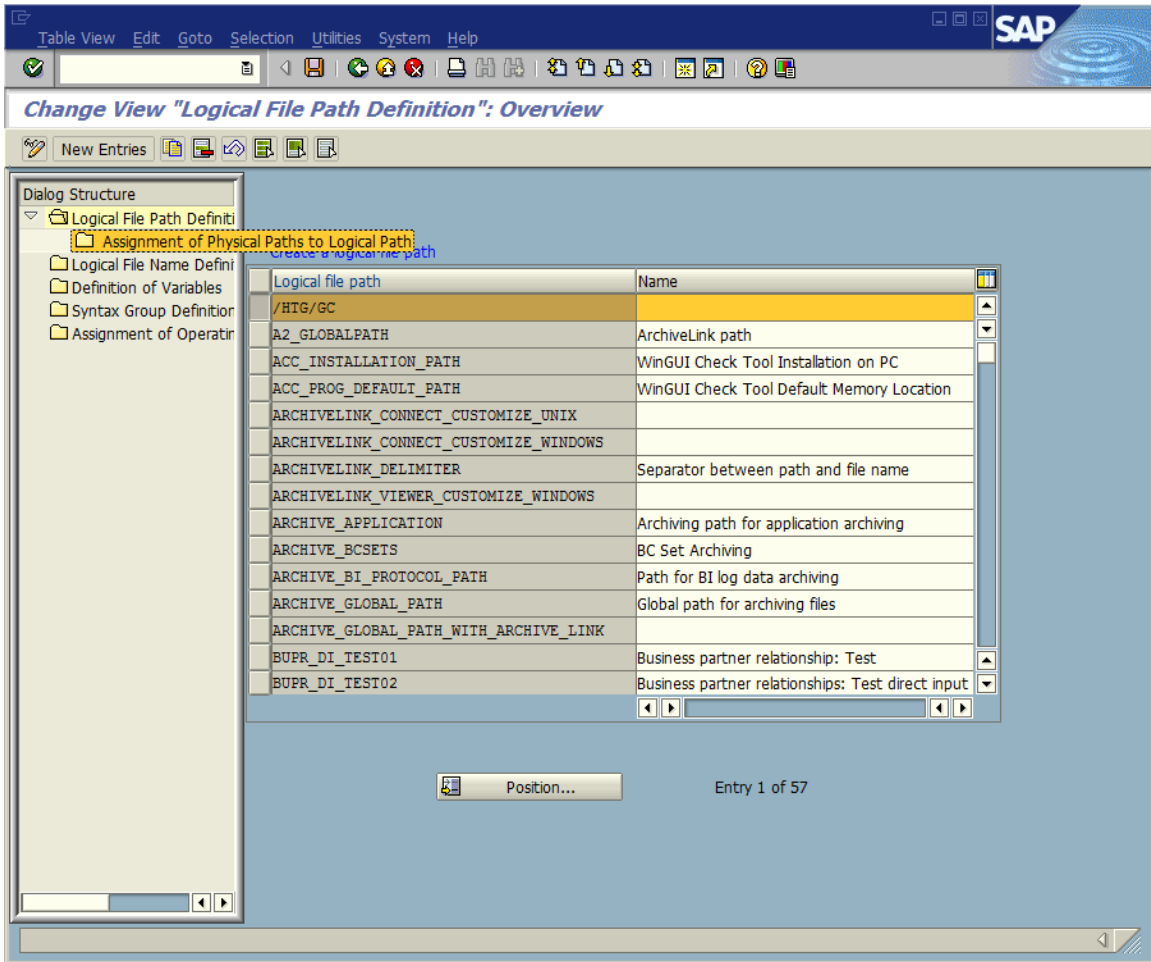 Table View Edit Goto Selection Utilities System Help
SAP
Change View "Logical File Path Definition": Overview
New Entries
Dialog Structure
Logical File Path Definiti
Assignment of Physical Paths to Logical Path
Create a logical file path
Logical File Name Defini
Definition of Variables
Syntax Group Definition
Assignment of Operatin
Logical file path Name
/HTG/GC
A2_GLOBALPATH ArchiveLink path
ACC_INSTALLATION_PATH WinGUI Check Tool Installation on PC
ACC_PROG_DEFAULT_PATH WinGUI Check Tool Default Memory Location
ARCHIVELINK_CONNECT_CUSTOMIZE_UNIX
ARCHIVELINK_CONNECT_CUSTOMIZE_WINDOWS
ARCHIVELINK_DELIMITER Separator between path and file name
ARCHIVELINK_VIEWER_CUSTOMIZE_WINDOWS
ARCHIVE_APPLICATION Archiving path for application archiving
ARCHIVE_BCSETS BC Set Archiving
ARCHIVE_BI_PROTOCOL_PATH Path for BI log data archiving
ARCHIVE_GLOBAL_PATH Global path for archiving files
ARCHIVE_GLOBAL_PATH_WITH_ARCHIVE_LINK
BUPR_DI_TEST01 Business partner relationship: Test
BUPR_DI_TEST02 Business partner relationships: Test direct input
Position... Entry 1 of 57